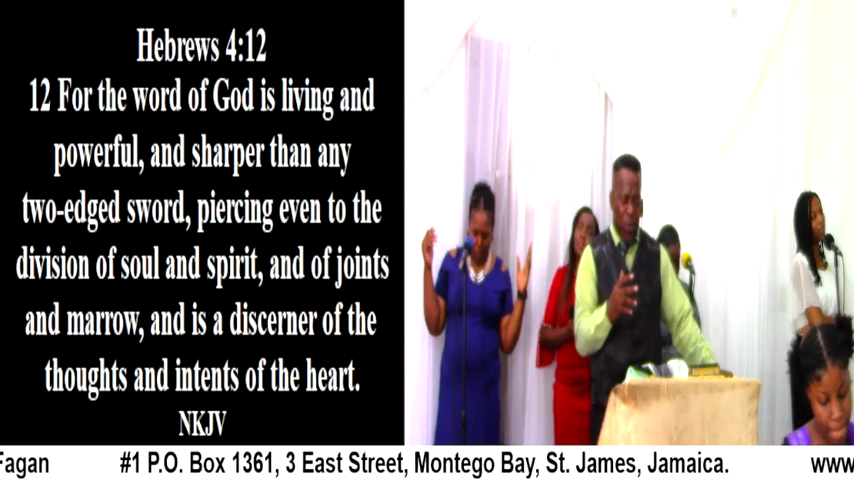 Hebrews 4:12
12 For the word of God is living and
powerful, and sharper than any
two-edged sword, piercing even to the
division of soul and spirit, and of joints
and marrow, and is a discerner of the
thoughts and intents of the heart.
NKJV
Fagan #1 P.O. Box 1361, 3 East Street, Montego Bay, St. James, Jamaica. www